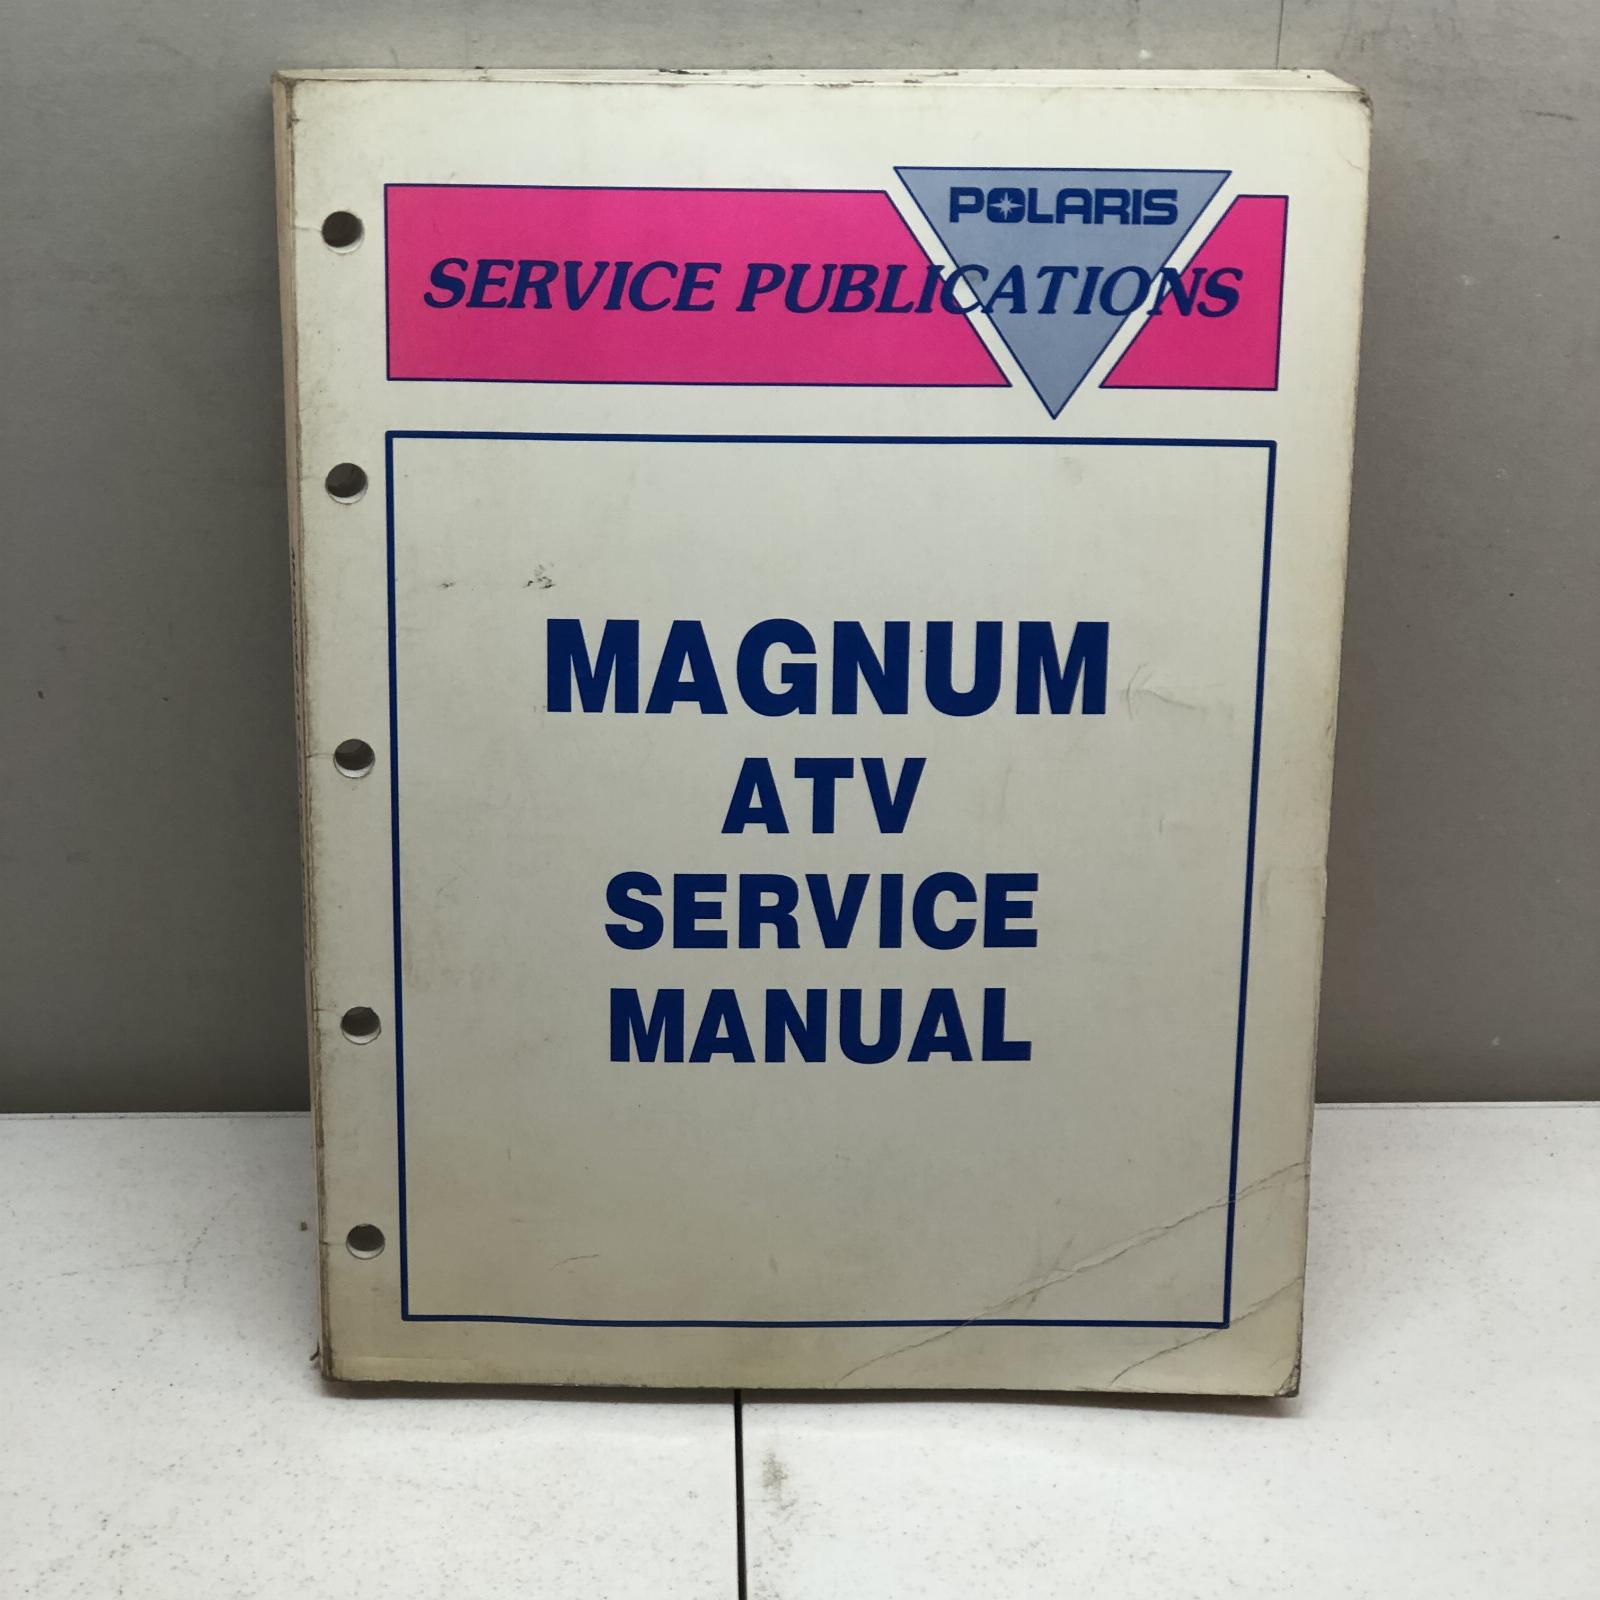 POLARIS
SERVICE PUBLICATIONS
MAGNUM
ATV
SERVICE
MANUAL